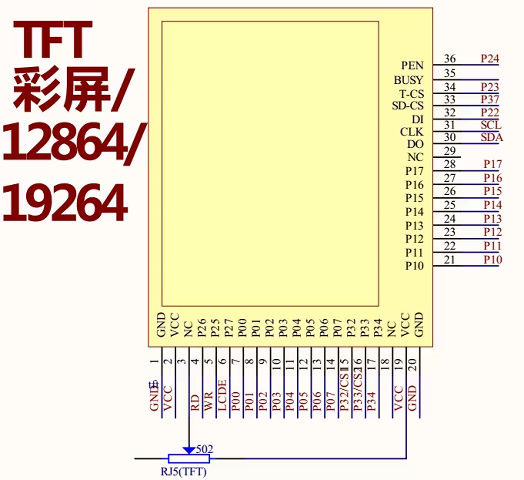 TFT
彩屏/
12864/
19264
PEN 36 P24
BUSY 35
T-CS 34 P23
SD-CS 33 P37
DI 32 P22
CLK 31 SCL
DO 30 SDA
NC 29
P17 28 P17
P16 27 P16
P15 26 P15
P14 25 P14
P13 24 P13
P12 23 P12
P11 22 P11
P10 21 P10
GND 1 GND
VCC 2 VCC
NC 3
P26 4 RD
P25 5 WR
P27 6 LCDE
P00 7 P00
P01 8 P01
P02 9 P02
P03 10 P03
P04 11 P04
P05 12 P05
P06 13 P06
P07 14 P07
P32 15 P32/CS1
P33 16 P33/CS2
P34 17 P34
NC 18
VCC 19 VCC
GND 20 GND
502
RJ5(TFT)